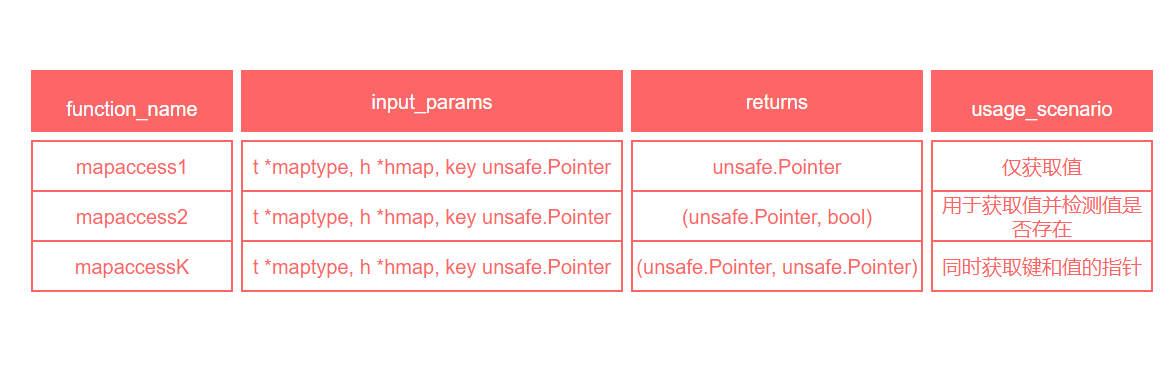 function_name input_params returns usage_scenario
mapaccess1 t *maptype, h *hmap, key unsafe.Pointer unsafe.Pointer 仅获取值
mapaccess2 t *maptype, h *hmap, key unsafe.Pointer (unsafe.Pointer, bool) 用于获取值并检测值是
否存在
mapaccessK t *maptype, h *hmap, key unsafe.Pointer (unsafe.Pointer, unsafe.Pointer) 同时获取键和值的指针